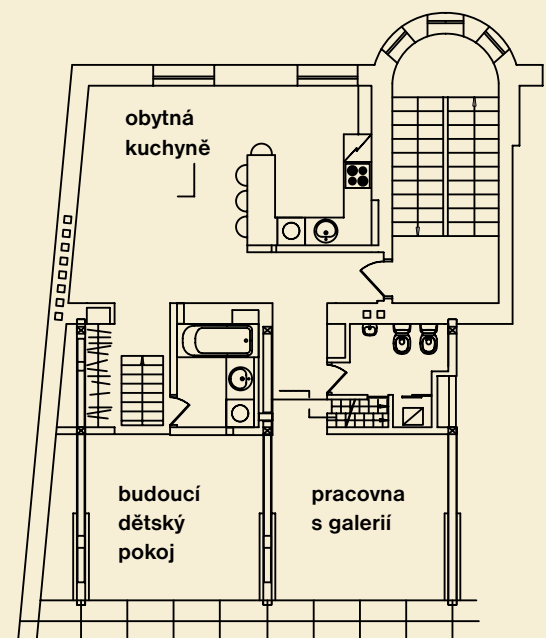 obytná
kuchyně
budoucí
dětský
pokoj
pracovna
s galerií